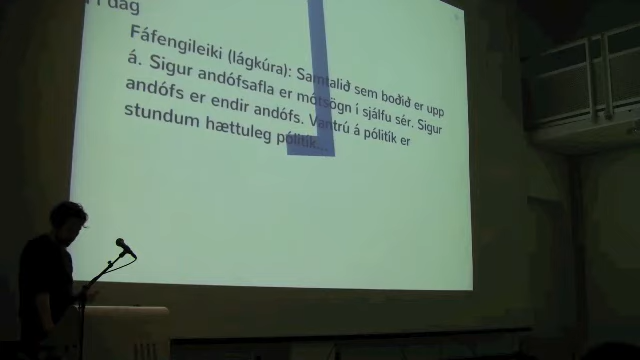 í dag
Fáfengileiki (lágkúra): Samtalið sem boðið er upp
á. Sigur andófsafla er mótsögn í sjálfu sér. Sigur
andófs er endir andófs. Vantrú á pólitík er
stundum hættuleg pólitík...